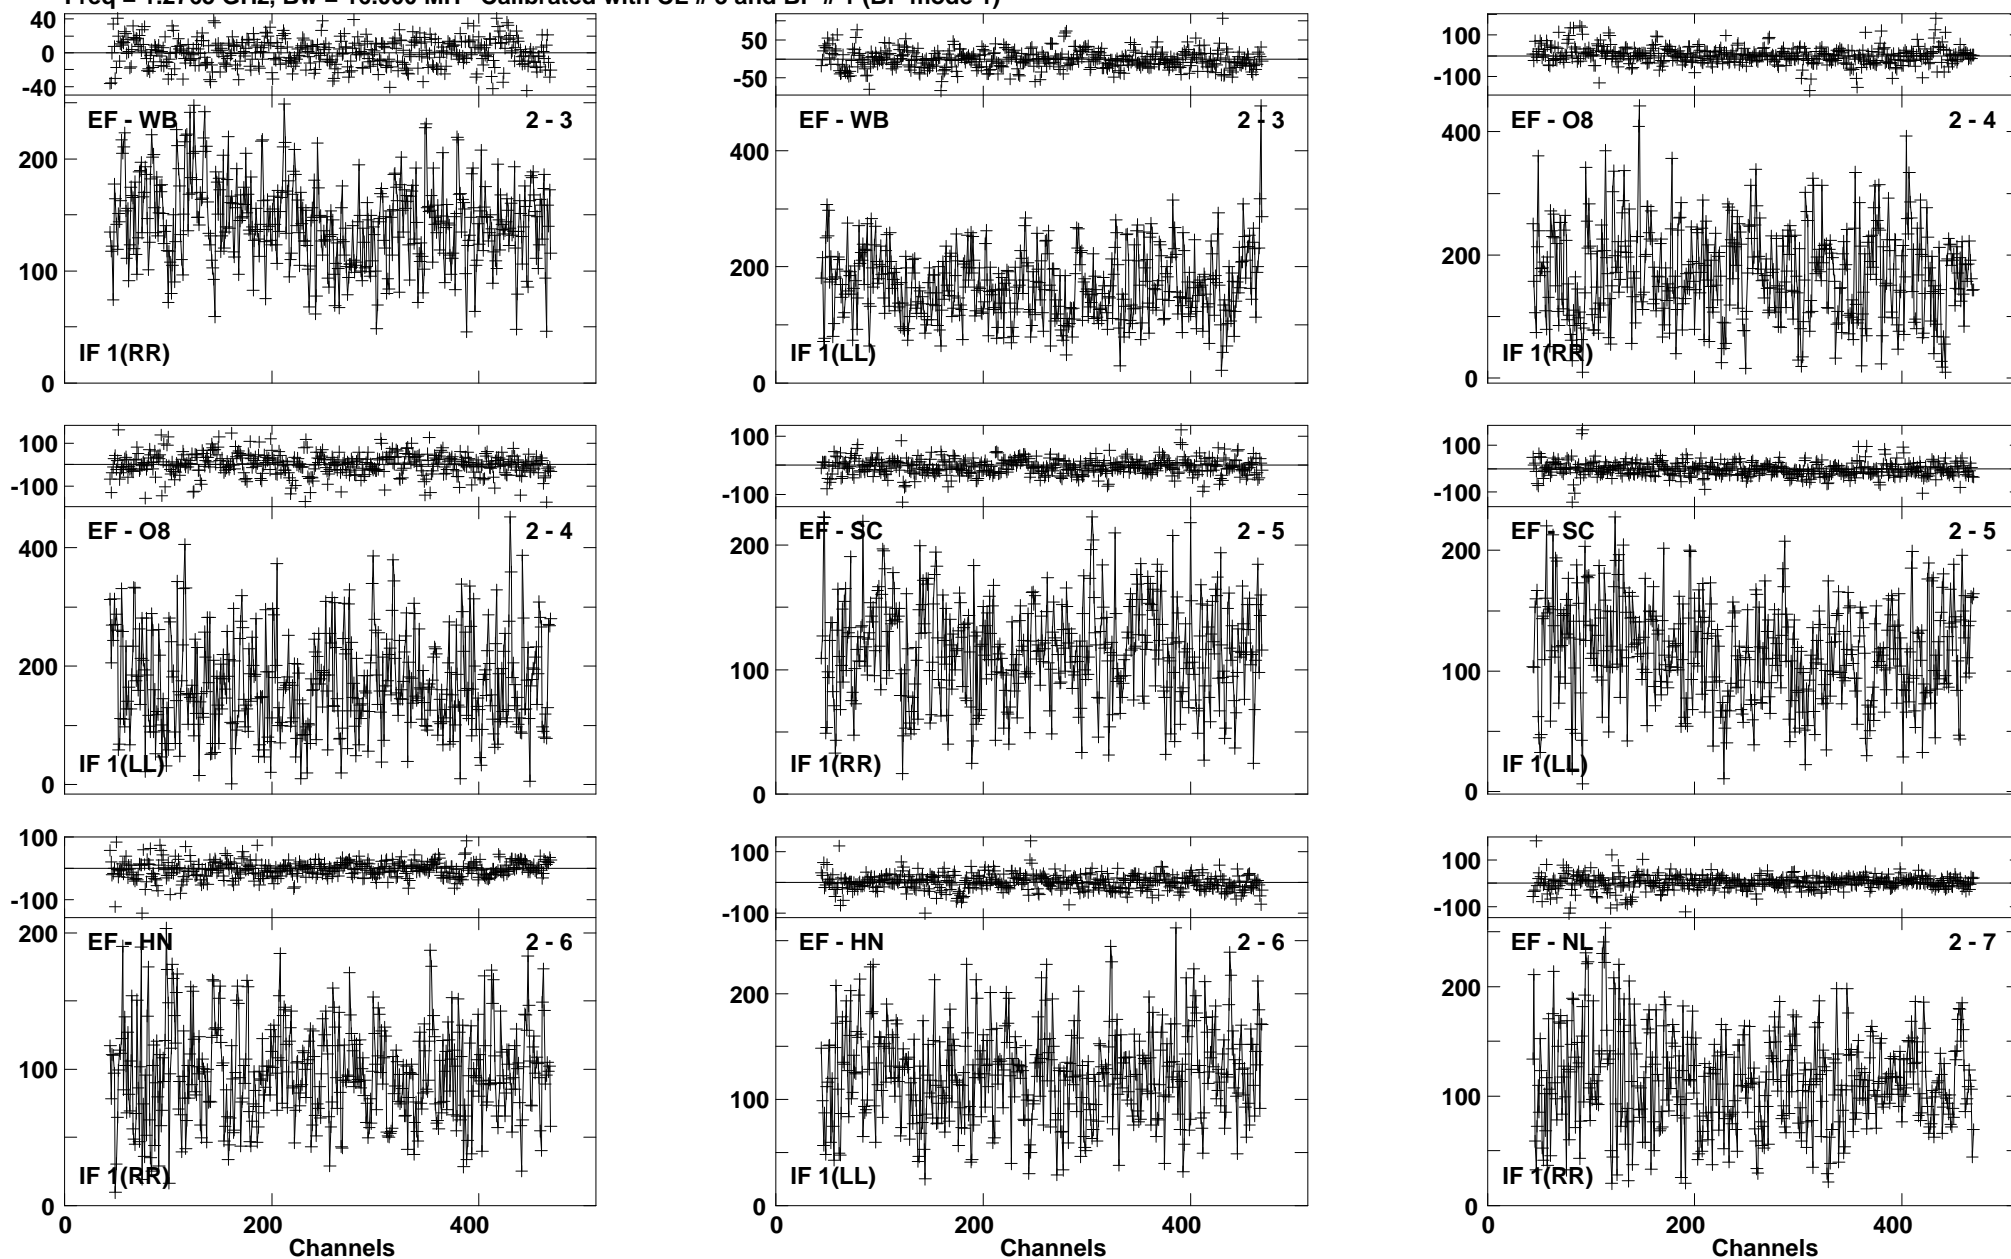 40 0 -40
EF - WB 2 - 3
200
100
0
IF 1(RR)
50 -50
EF - WB 2 - 3
400
200
0
IF 1(LL)
100 -100
EF - O8 2 - 4
400
200
0
IF 1(RR)
100 -100
EF - O8 2 - 4
400
200
0
IF 1(LL)
100 -100
EF - SC 2 - 5
200
100
0
IF 1(RR)
100 -100
EF - SC 2 - 5
200
100
0
IF 1(LL)
100 -100
EF - HN 2 - 6
200
100
0
IF 1(RR)
0 200 400
Channels
100 -100
EF - HN 2 - 6
200
100
0
IF 1(LL)
0 200 400
Channels
100 -100
EF - NL 2 - 7
200
100
0
IF 1(RR)
0 200 400
Channels